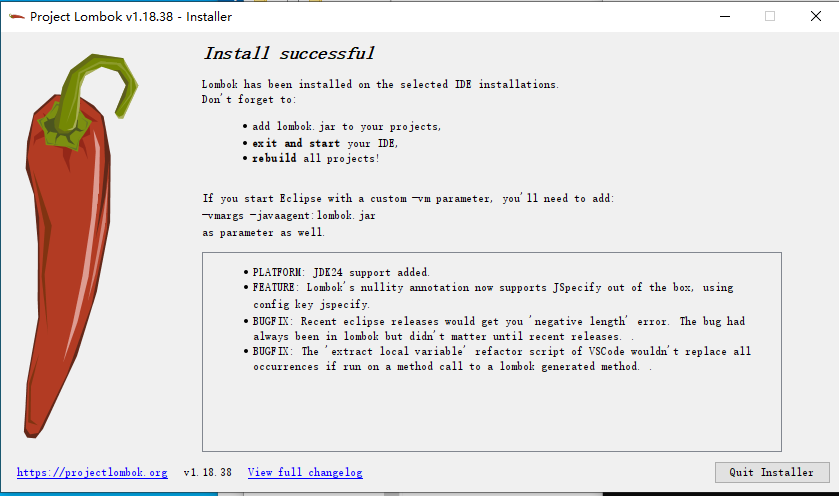 Project Lombok v1.18.38 - Installer
Install successful
Lombok has been installed on the selected IDE installations.
Don't forget to:
• add lombok.jar to your projects,
• exit and start your IDE,
• rebuild all projects!
If you start Eclipse with a custom -vm parameter, you'll need to add:
-vmargs -javaagent:lombok.jar
as parameter as well.
• PLATFORM: JDK24 support added.
• FEATURE: Lombok's nullity annotation now supports JSpecify out of the box, using
config key jspecify.
• BUGFIX: Recent eclipse releases would get you 'negative length' error. The bug had
always been in lombok but didn't matter until recent releases. .
• BUGFIX: The 'extract local variable' refactor script of VSCode wouldn't replace all
occurrences if run on a method call to a lombok generated method. .
https://projectlombok.org v1.18.38 View full changelog Quit Installer